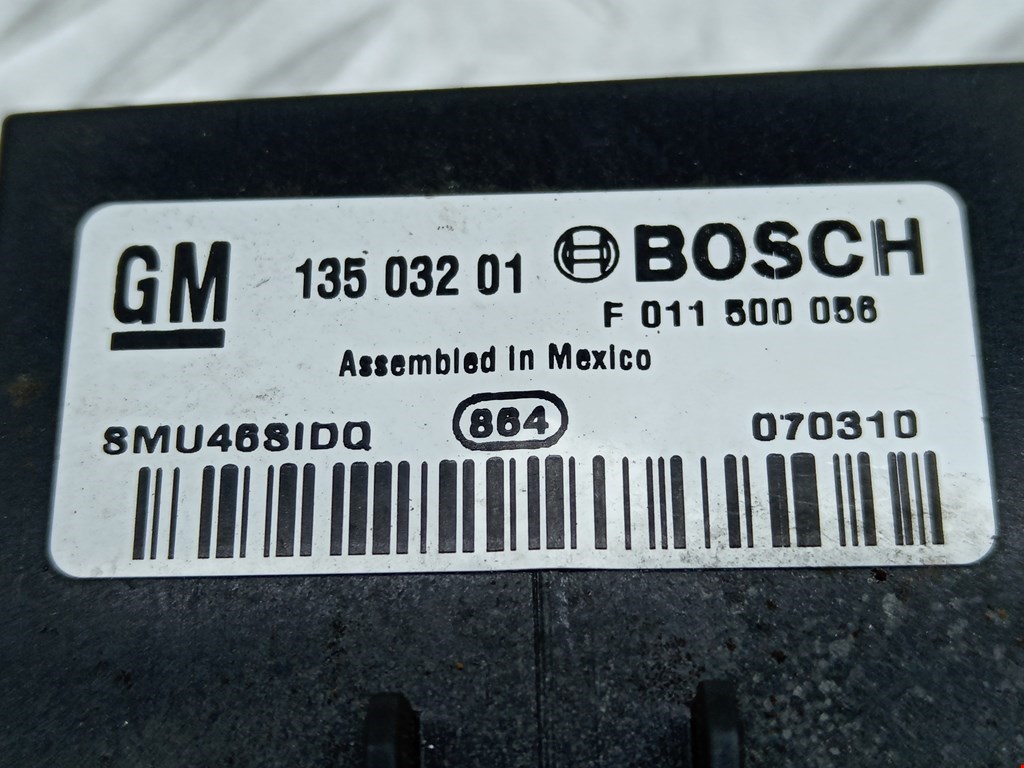 GM 135 032 01 BOSCH
F 011 500 056
Assembled in Mexico
8MU468IDQ 864 070310